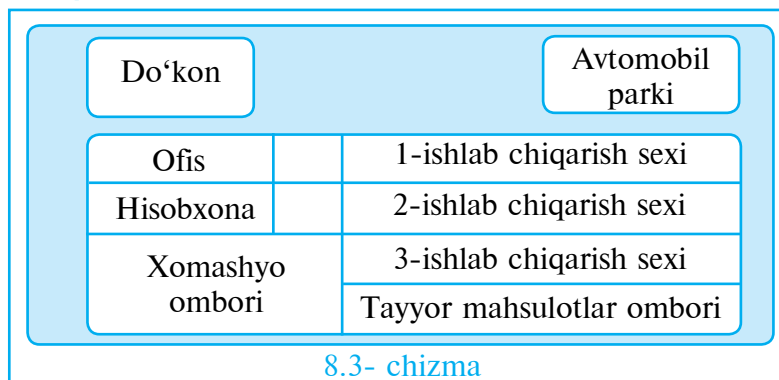 Do‘kon
Avtomobil
parki
Ofis
1-ishlab chiqarish sexi
Hisobxona
2-ishlab chiqarish sexi
Xomashyo
ombori
3-ishlab chiqarish sexi
Tayyor mahsulotlar ombori
8.3- chizma